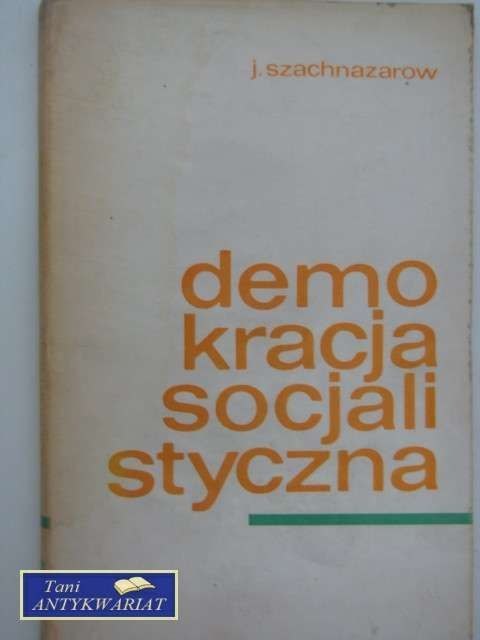 j. szachnazarow
demo
kracja
socjali
styczna
Tani
ANTYKWARIAT